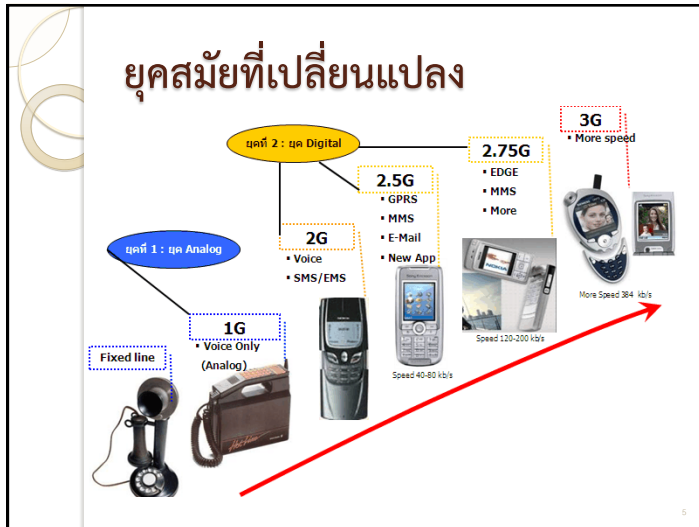 ยุคสมัยที่เปลี่ยนแปลง
3G
▪ More speed
ยุคที่ 2 : ยุค Digital
2.75G
▪ EDGE
▪ MMS
▪ More
2.5G
▪ GPRS
▪ MMS
▪ E-Mail
▪ New App
2G
▪ Voice
▪ SMS/EMS
ยุคที่ 1 : ยุค Analog
NOKIA
More Speed 384 kb/s
1G
▪ Voice Only
(Analog)
Speed 120-200 kb/s
Fixed line
Speed 40-80 kb/s
5